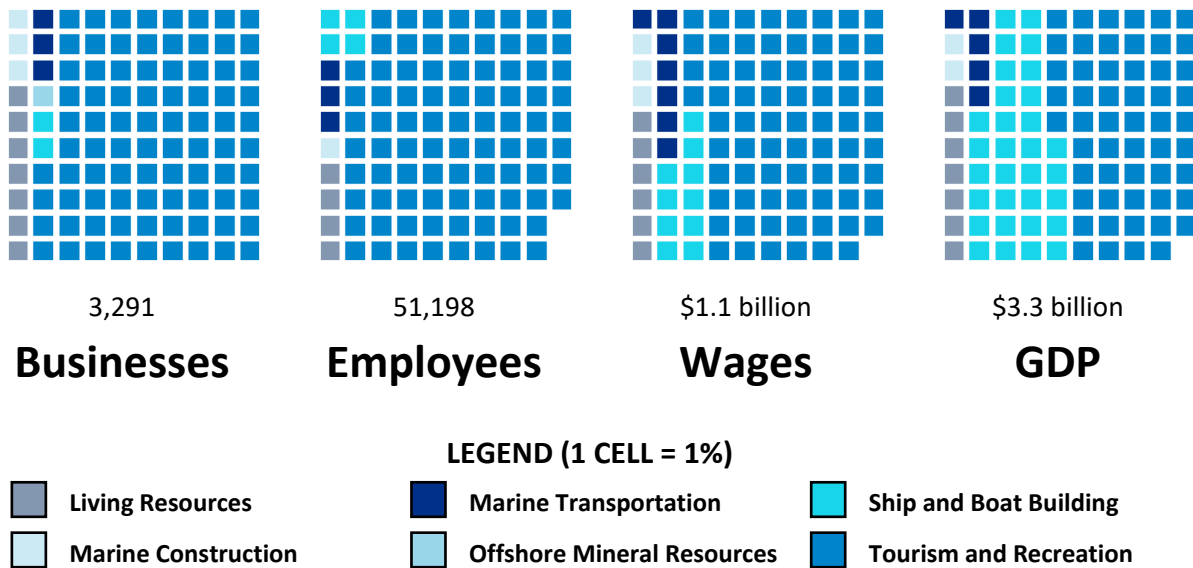 3,291 51,198 $1.1 billion $3.3 billion
Businesses Employees Wages GDP
LEGEND (1 CELL = 1%)
Living Resources Marine Transportation Ship and Boat Building
Marine Construction Offshore Mineral Resources Tourism and Recreation